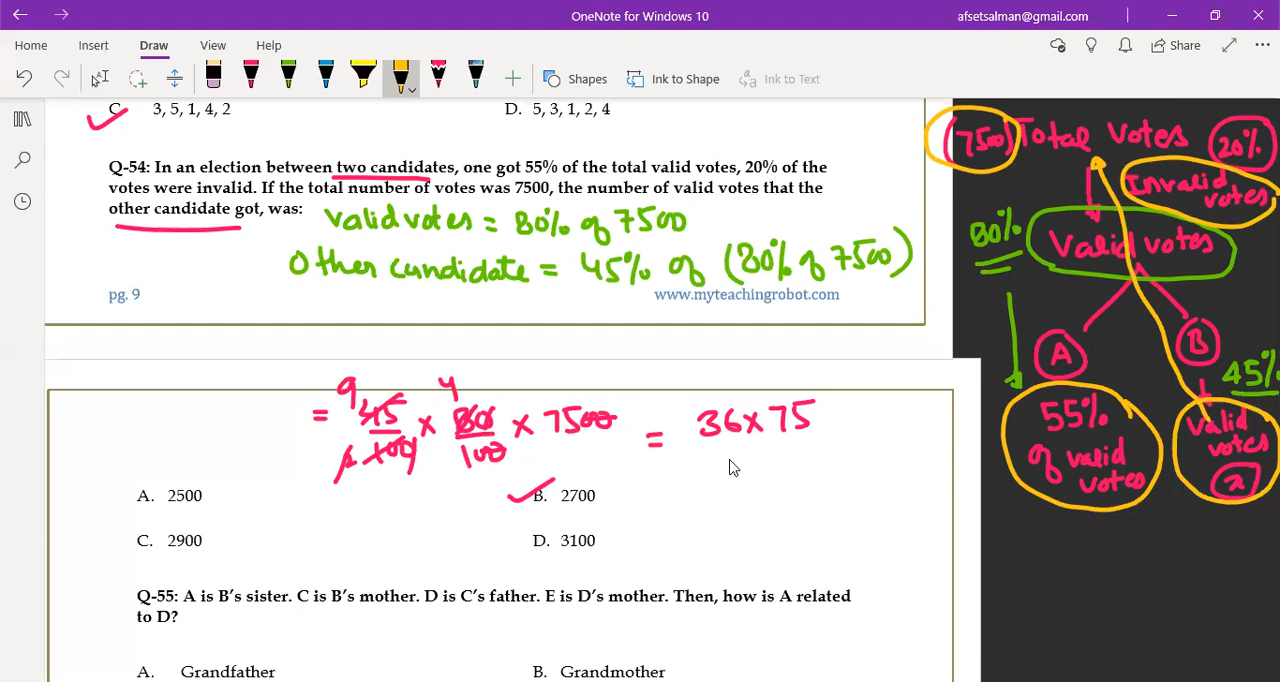 OneNote for Windows 10
afsetsalman@gmail.com
Home Insert Draw View Help
Share
Shapes Ink to Shape Ink to Text
C. 3, 5, 1, 4, 2 D. 5, 3, 1, 2, 4
Q-54: In an election between two candidates, one got 55% of the total valid votes, 20% of the
votes were invalid. If the total number of votes was 7500, the number of valid votes that the
other candidate got, was:
Valid votes = 80% of 7500
Other candidate = 45% of (80% of 7500)
pg. 9 www.myteachingrobot.com
9 4
= 45/100 × 80/100 × 7500 = 36×75
A. 2500 B. 2700
C. 2900 D. 3100
Q-55: A is B's sister. C is B's mother. D is C's father. E is D's mother. Then, how is A related
to D?
A. Grandfather B. Grandmother
(7500) Total Votes 20%
Invalid
votes
80% Valid votes
A B
45%
55%
of valid
votes
Valid
votes
x